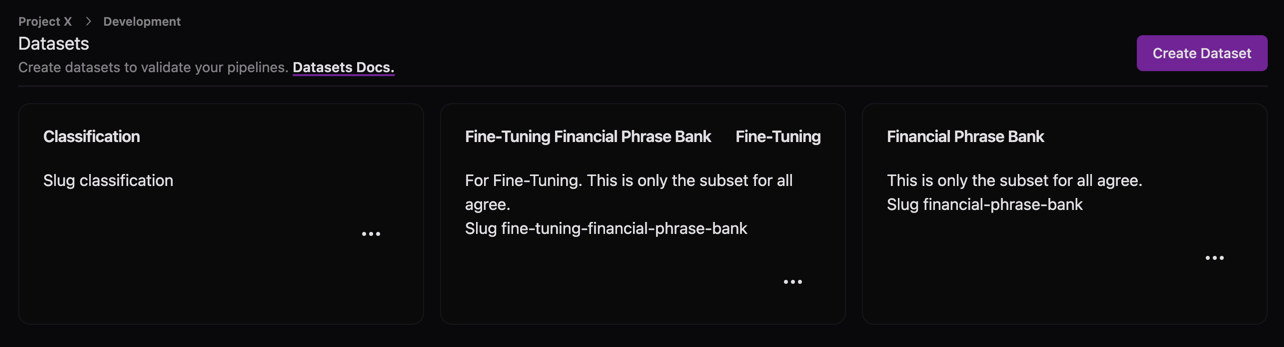 Project X > Development
Datasets
Create datasets to validate your pipelines. Datasets Docs.
Create Dataset
Classification
Slug classification
Fine-Tuning Financial Phrase Bank Fine-Tuning
For Fine-Tuning. This is only the subset for all
agree.
Slug fine-tuning-financial-phrase-bank
Financial Phrase Bank
This is only the subset for all agree.
Slug financial-phrase-bank